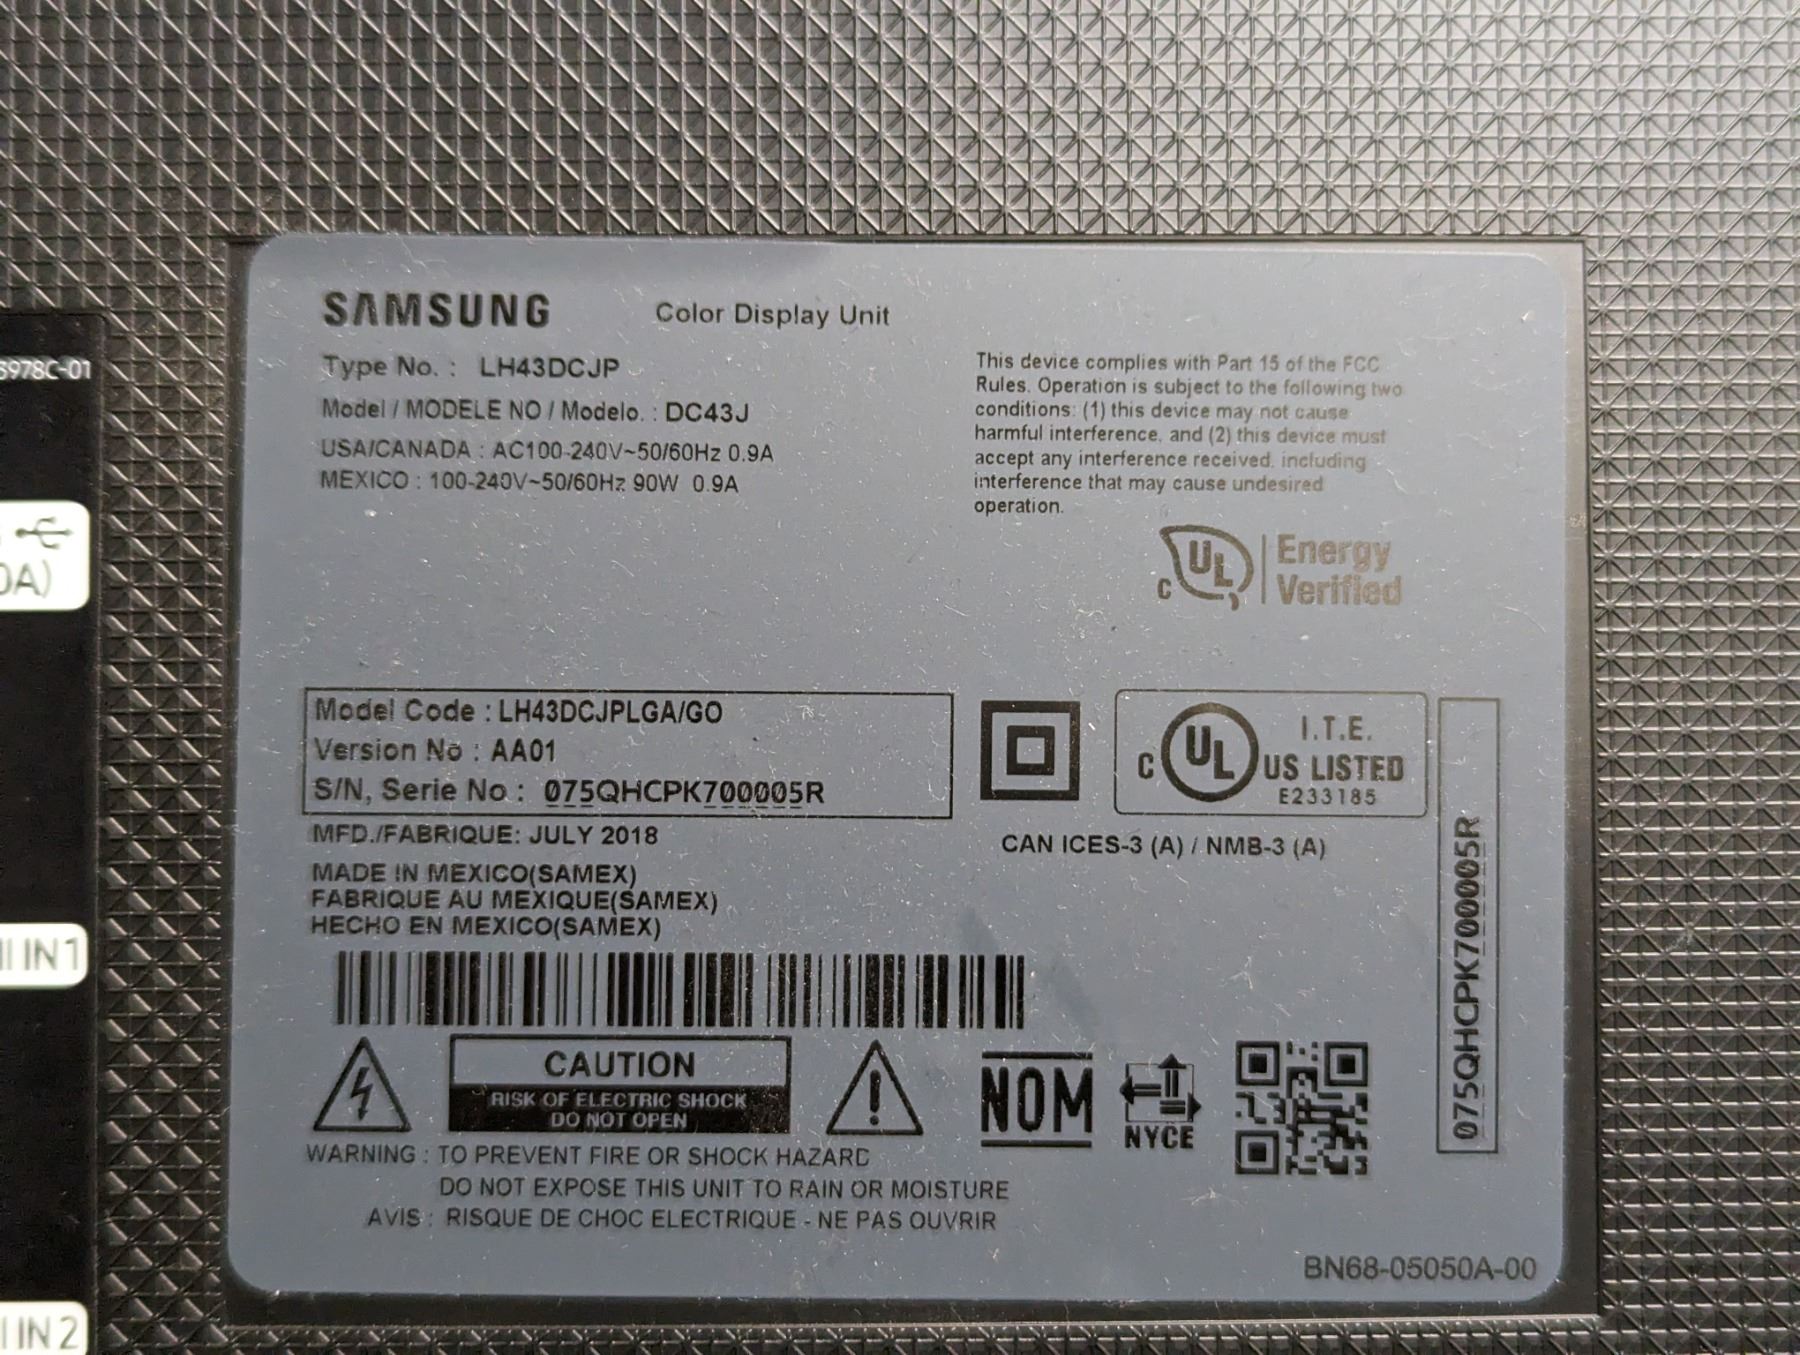 SAMSUNG Color Display Unit
Type No. : LH43DCJP
Model / MODELE NO / Modelo. : DC43J
USA/CANADA : AC100-240V~50/60Hz 0.9A
MEXICO : 100-240V~50/60Hz 90W 0.9A
This device complies with Part 15 of the FCC
Rules. Operation is subject to the following two
conditions: (1) this device may not cause
harmful interference, and (2) this device must
accept any interference received, including
interference that may cause undesired
operation.
C UL Energy
Verified
Model Code : LH43DCJPLGA/GO
Version No : AA01
S/N, Serie No : 075QHCPK700005R
I.T.E.
C UL US LISTED
E233185
MFD./FABRIQUE: JULY 2018
CAN ICES-3 (A) / NMB-3 (A)
MADE IN MEXICO(SAMEX)
FABRIQUE AU MEXIQUE(SAMEX)
HECHO EN MEXICO(SAMEX)
075QHCPK700005R
CAUTION
RISK OF ELECTRIC SHOCK
DO NOT OPEN
NOM
NYCE
WARNING : TO PREVENT FIRE OR SHOCK HAZARD
DO NOT EXPOSE THIS UNIT TO RAIN OR MOISTURE
AVIS : RISQUE DE CHOC ELECTRIQUE - NE PAS OUVRIR
BN68-05050A-00
978C-01
0A)
I IN 1
I IN 2